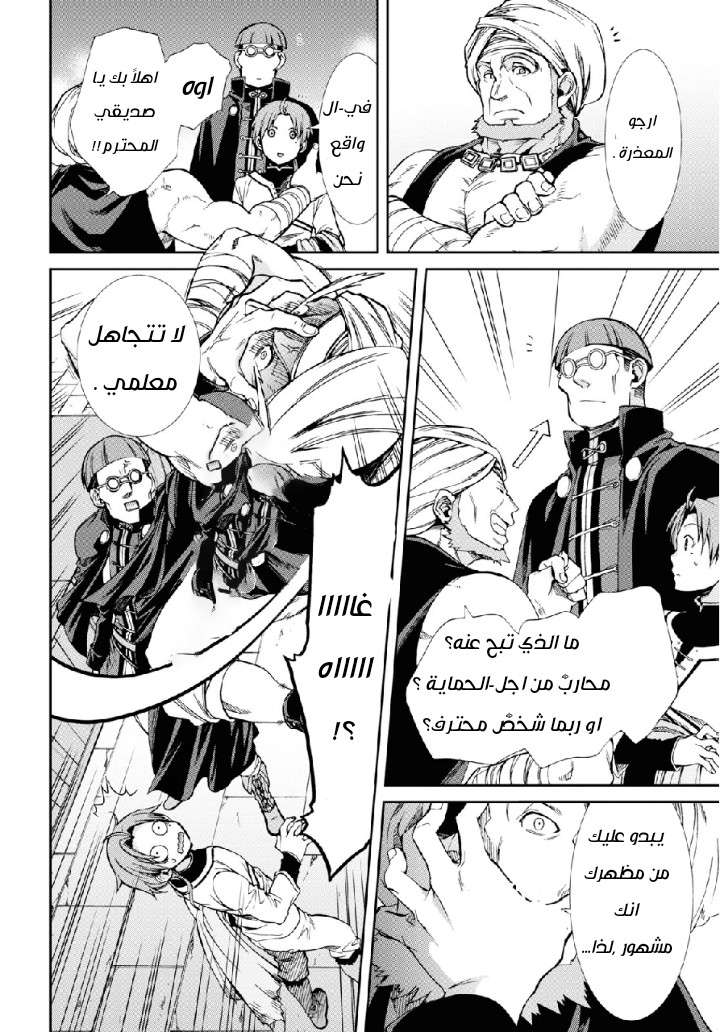 ارجو
المعذرة.
في-ال
واقع
نحن
اوه
اهلاً بك يا
صديقي
المحترم!!
ما الذي تبح عنه؟
محاربٌ من اجل-الحماية ؟
او ربما شخصٌ محترف؟
يبدو عليك
من مظهرك
انك
مشهور ,لذا...
لا تتجاهل
معلمي .
غااااا
اااااه
؟!